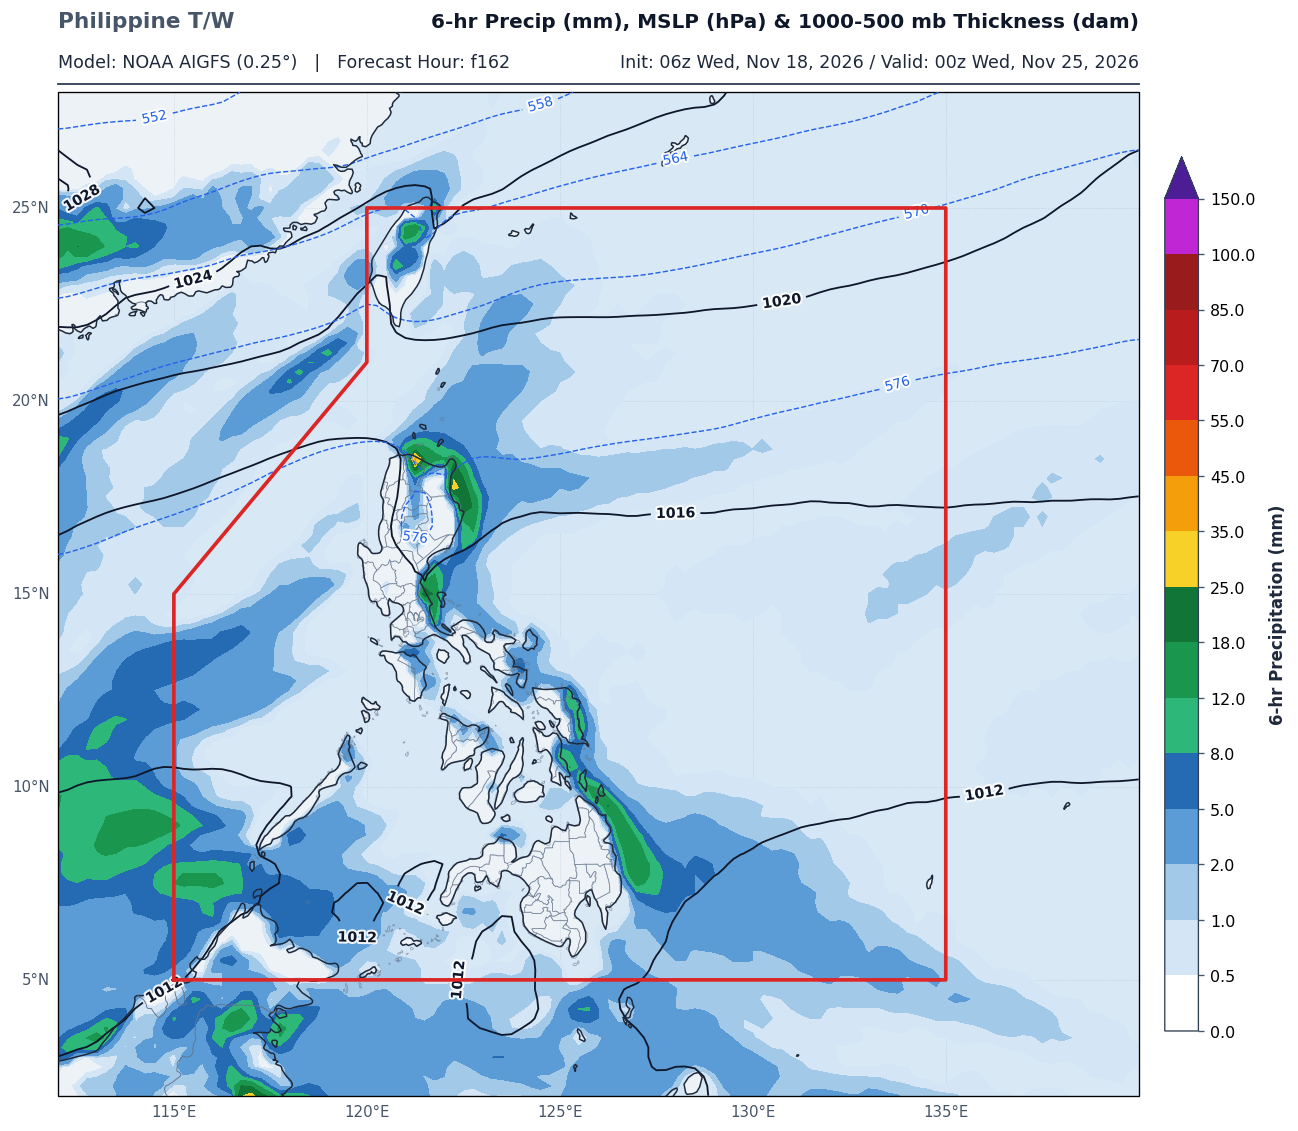 Philippine T/W
6-hr Precip (mm), MSLP (hPa) & 1000-500 mb Thickness (dam)
Model: NOAA AIGFS (0.25°) | Forecast Hour: f162
Init: 06z Wed, Nov 18, 2026 / Valid: 00z Wed, Nov 25, 2026
552
558
564
1028
570
1024
1020
576
1016
576
1012
1012
1012
1012
1012
25°N
20°N
15°N
10°N
5°N
115°E
120°E
125°E
130°E
135°E
150.0
100.0
85.0
70.0
55.0
45.0
35.0
25.0
18.0
12.0
8.0
5.0
2.0
1.0
0.5
0.0
6-hr Precipitation (mm)